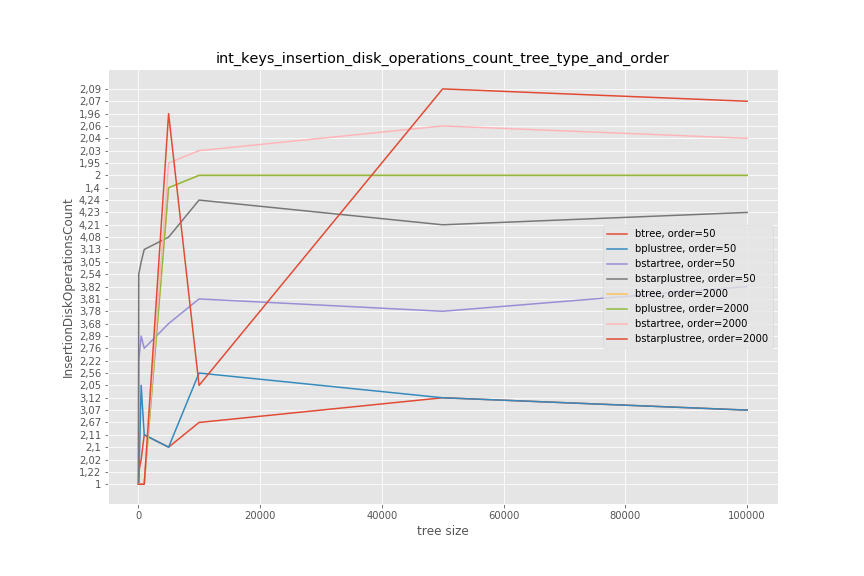 int_keys_insertion_disk_operations_count_tree_type_and_order
InsertionDiskOperationsCount
2,09
2,07
1,96
2,06
2,04
2,03
1,95
2
1,4
4,24
4,23
4,21
4,08
3,13
3,05
2,54
3,82
3,81
3,78
3,68
2,89
2,76
2,22
2,56
2,05
3,12
3,07
2,67
2,11
2,1
2,02
1,22
1
btree, order=50
bplustree, order=50
bstartree, order=50
bstarplustree, order=50
btree, order=2000
bplustree, order=2000
bstartree, order=2000
bstarplustree, order=2000
0 20000 40000 60000 80000 100000
tree size